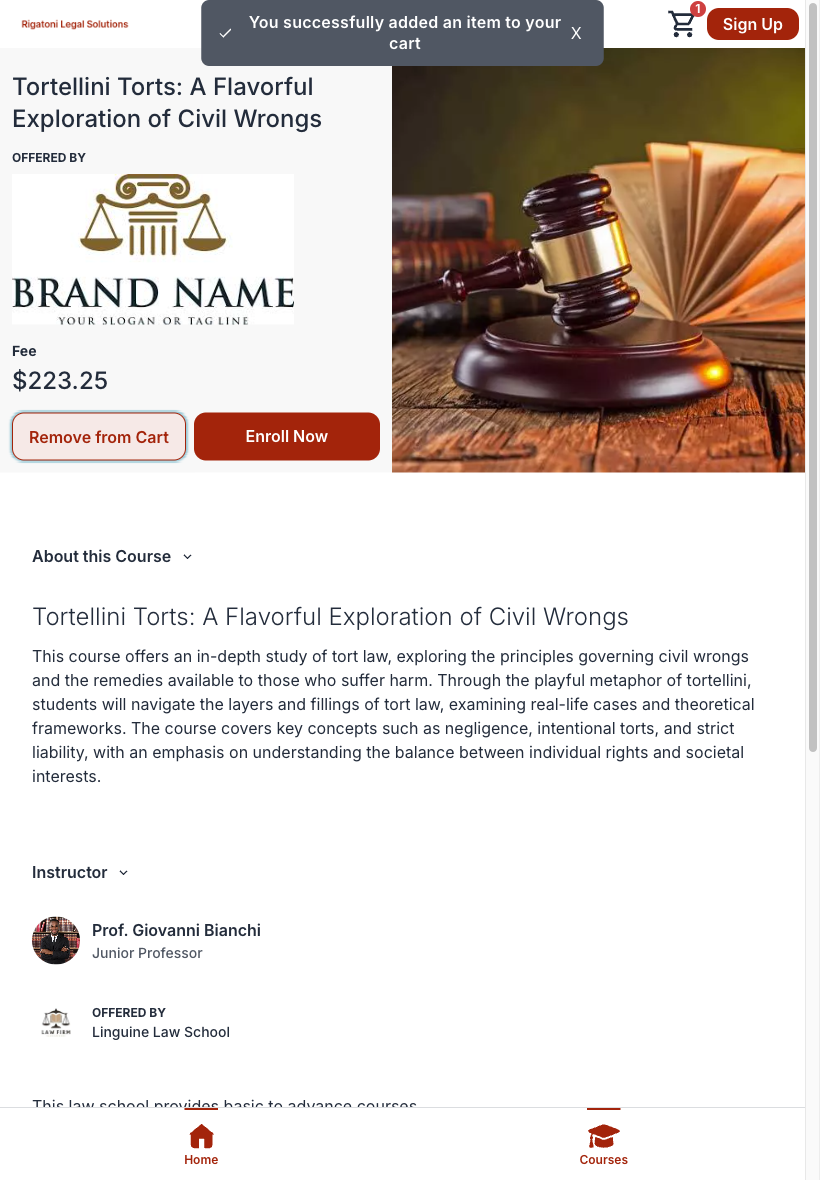 Rigatoni Legal Solutions
You successfully added an item to your
cart
X
1
Sign Up
Tortellini Torts: A Flavorful
Exploration of Civil Wrongs
OFFERED BY
BRAND NAME
YOUR SLOGAN OR TAG LINE
Fee
$223.25
Remove from Cart
Enroll Now
About this Course
Tortellini Torts: A Flavorful Exploration of Civil Wrongs
This course offers an in-depth study of tort law, exploring the principles governing civil wrongs
and the remedies available to those who suffer harm. Through the playful metaphor of tortellini,
students will navigate the layers and fillings of tort law, examining real-life cases and theoretical
frameworks. The course covers key concepts such as negligence, intentional torts, and strict
liability, with an emphasis on understanding the balance between individual rights and societal
interests.
Instructor
Prof. Giovanni Bianchi
Junior Professor
LAW FIRM
OFFERED BY
Linguine Law School
This law school provides basic to advance courses
Home
Courses